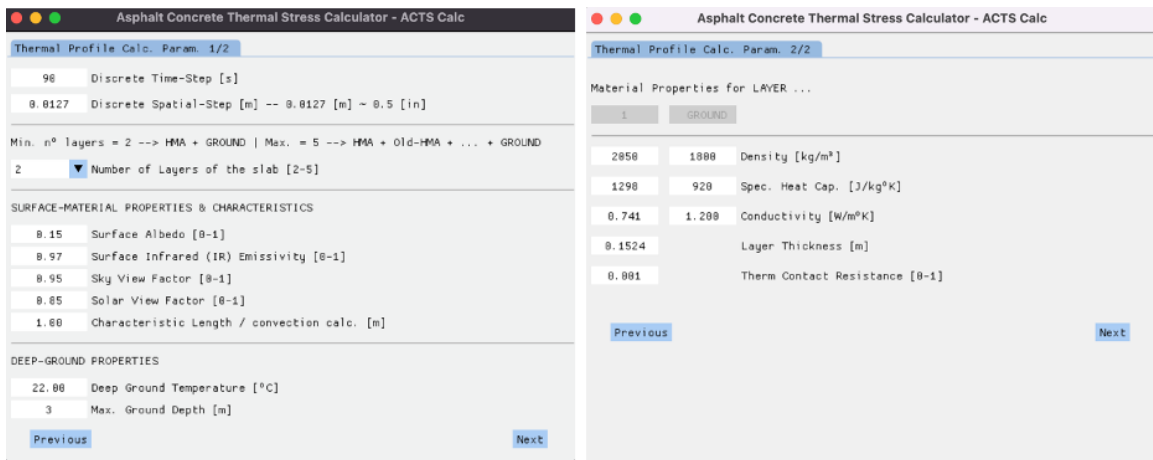 Asphalt Concrete Thermal Stress Calculator - ACTS Calc
Thermal Profile Calc. Param. 1/2
90 Discrete Time-Step [s]
0.0127 Discrete Spatial-Step [m] -- 0.0127 [m] ~ 0.5 [in]
Min. nº layers = 2 --> HMA + GROUND | Max. = 5 --> HMA + Old-HMA + ... + GROUND
2 ▼ Number of Layers of the slab [2-5]
SURFACE-MATERIAL PROPERTIES & CHARACTERISTICS
0.15 Surface Albedo [0-1]
0.97 Surface Infrared (IR) Emissivity [0-1]
0.95 Sky View Factor [0-1]
0.85 Solar View Factor [0-1]
1.00 Characteristic Length / convection calc. [m]
DEEP-GROUND PROPERTIES
22.00 Deep Ground Temperature [ºC]
3 Max. Ground Depth [m]
Previous Next
Asphalt Concrete Thermal Stress Calculator - ACTS Calc
Thermal Profile Calc. Param. 2/2
Material Properties for LAYER ...
1 GROUND
2050 1800 Density [kg/m³]
1290 920 Spec. Heat Cap. [J/kgºK]
0.741 1.200 Conductivity [W/mºK]
0.1524 Layer Thickness [m]
0.001 Therm Contact Resistance [0-1]
Previous Next